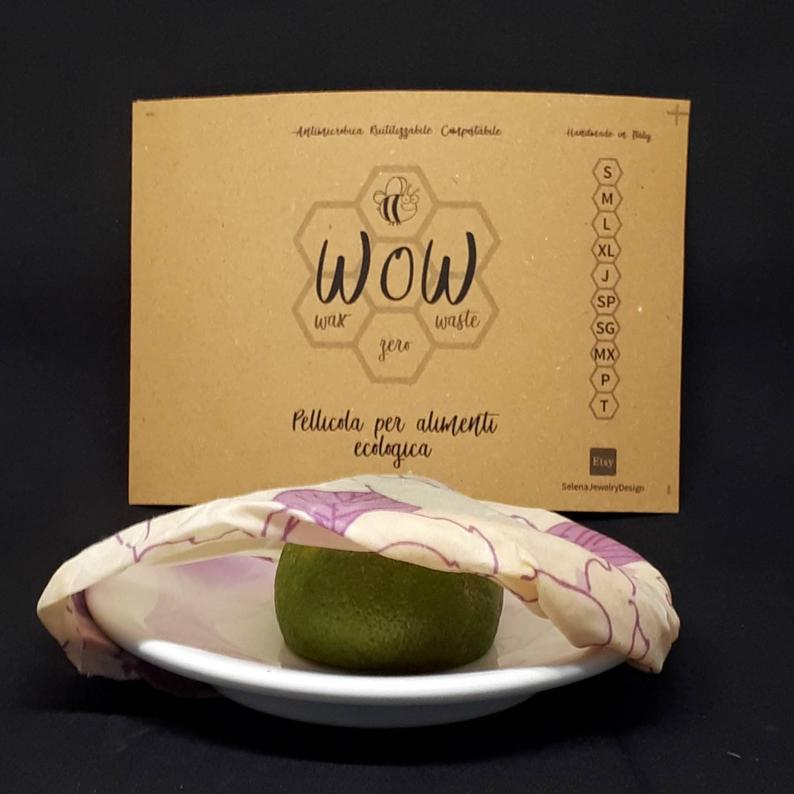 Antimicrobica Riutilizzabile Compostabile
Handmade in Italy
WOW
wax waste
zero
Pellicola per alimenti
ecologica
S
M
L
XL
J
SP
SG
MX
P
T
Etsy
SelenaJewelryDesign